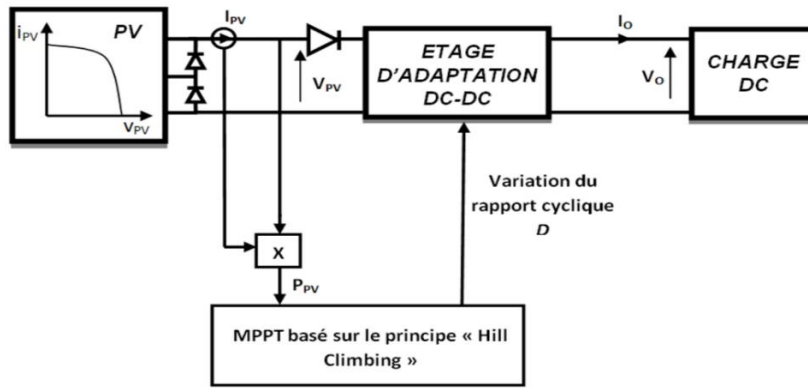 PV
iPV
vPV
IPV
VPV
ETAGE
D'ADAPTATION
DC-DC
IO
VO
CHARGE
DC
Variation du
rapport cyclique
D
X
PPV
MPPT basé sur le principe « Hill
Climbing »